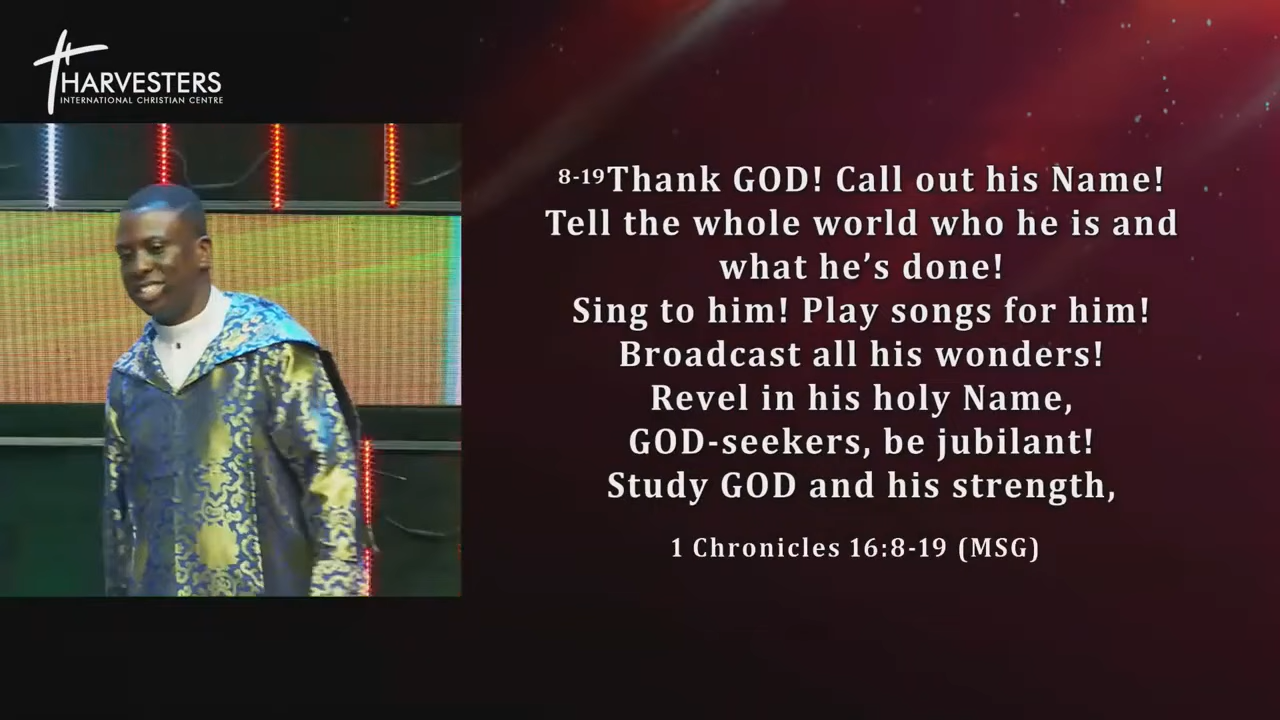 HARVESTERS
INTERNATIONAL CHRISTIAN CENTRE
8-19Thank GOD! Call out his Name!
Tell the whole world who he is and
what he’s done!
Sing to him! Play songs for him!
Broadcast all his wonders!
Revel in his holy Name,
GOD-seekers, be jubilant!
Study GOD and his strength,
1 Chronicles 16:8-19 (MSG)